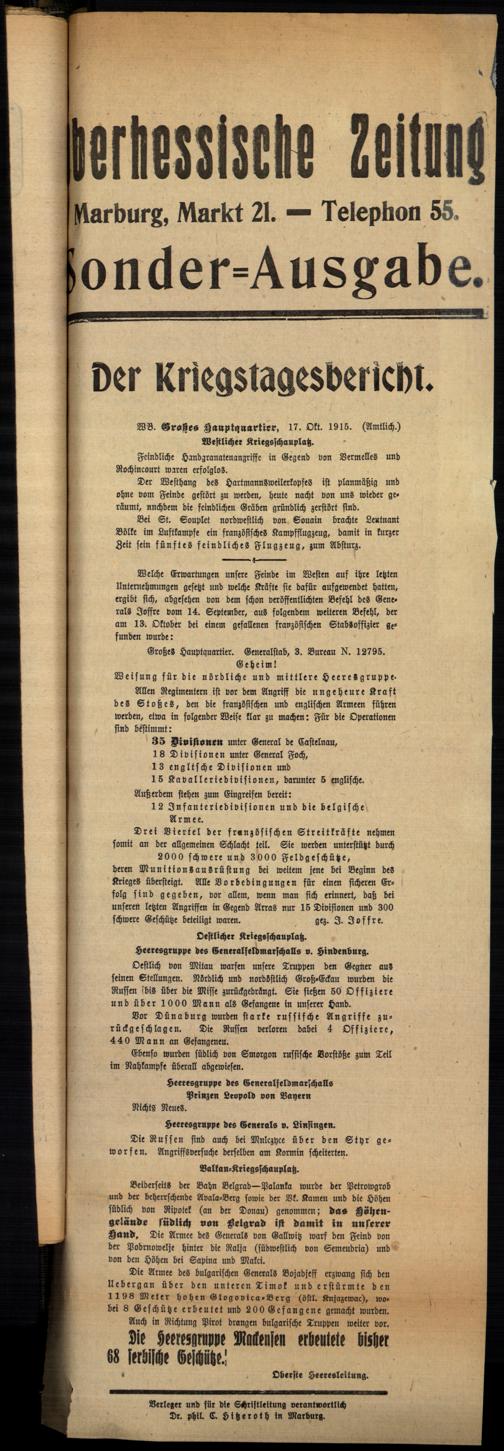 berhessische Zeitung
Marburg, Markt 21. — Telephon 55.
Sonder=Ausgabe.
Der Kriegstagesbericht.
WB. Großes Hauptquartier, 17. Okt. 1915. (Amtlich.)
Westlicher Kriegsschauplatz.
Feindliche Handgranatenangriffe in Gegend von Vermelles und
Rochincourt waren erfolglos.
Der Westhang des Hartmannsweilerkopfes ist planmäßig und
ohne vom Feinde gestört zu werden, heute nacht von uns wieder ge-
räumt, nachdem die feindlichen Gräben gründlich zerstört sind.
Bei St. Souplet nordwestlich von Souain brachte Leutnant
Bölke im Luftkampfe ein französisches Kampfflugzeug, damit in kurzer
Zeit sein fünftes feindliches Flugzeug, zum Absturz.
Welche Erwartungen unsere Feinde im Westen auf ihre letzten
Unternehmungen gesetzt und welche Kräfte sie dafür aufgewendet hatten,
ergibt sich, abgesehen von dem schon veröffentlichten Befehl des Gene-
rals Joffre vom 14. September, aus folgendem weiteren Befehl, der
am 13. Oktober bei einem gefallenen französischen Stabsoffizier ge-
funden wurde:
Großes Hauptquartier. Generalstab, 3. Bureau N. 12795.
Geheim!
Weisung für die nördliche und mittlere Heeresgruppe.
Allen Regimentern ist vor dem Angriff die ungeheure Kraft
des Stoßes, den die französischen und englischen Armeen führen
werden, etwa in folgender Weise klar zu machen: Für die Operationen
sind bestimmt:
35 Divisionen unter General de Castelnau,
18 Divisionen unter General Foch,
13 englische Divisionen und
15 Kavalleriedivisionen, darunter 5 englische.
Außerdem stehen zum Eingreifen bereit:
12 Infanteriedivisionen und die belgische
Armee.
Drei Viertel der französischen Streitkräfte nehmen
somit an der allgemeinen Schlacht teil. Sie werden unterstützt durch
2000 schwere und 3000 Feldgeschütze,
deren Munitionsausrüstung bei weitem jene bei Beginn des
Krieges übersteigt. Alle Vorbedingungen für einen sicheren Er-
folg sind gegeben, vor allem, wenn man sich erinnert, daß bei
unseren letzten Angriffen in Gegend Arras nur 15 Divisionen und 300
schwere Geschütze beteiligt waren. gez. J. Joffre.
Oestlicher Kriegsschauplatz.
Heeresgruppe des Generalfeldmarschalls v. Hindenburg.
Oestlich von Mitau warfen unsere Truppen den Gegner aus
seinen Stellungen. Nördlich und nordöstlich Groß-Eckau wurden die
Russen bis über die Misse zurückgedrängt. Sie ließen 50 Offiziere
und über 1000 Mann als Gefangene in unserer Hand.
Vor Dünaburg wurden starke russische Angriffe zu-
rückgeschlagen. Die Russen verloren dabei 4 Offiziere,
440 Mann an Gefangenen.
Ebenso wurden südlich von Smorgon russische Vorstöße zum Teil
im Nahkampfe überall abgewiesen.
Heeresgruppe des Generalfeldmarschalls
Prinzen Leopold von Bayern
Nichts Neues.
Heeresgruppe des Generals v. Linsingen.
Die Russen sind auch bei Mulczyce über den Styr ge-
worfen. Angriffsversuche derselben am Kormin scheiterten.
Balkan-Kriegsschauplatz.
Beiderseits der Bahn Belgrad—Palanka wurde der Petrowgrob
und der beherrschende Avala-Berg sowie der Vk. Kamen und die Höhen
südlich von Ripotek (an der Donau) genommen; das Höhen-
gelände südlich von Belgrad ist damit in unserer
Hand. Die Armee des Generals von Gallwitz warf den Feind von
der Podrnowelje hinter die Ralja (südwestlich von Semendria) und
von den Höhen bei Sapina und Makci.
Die Armee des bulgarischen Generals Bojadjeff erzwang sich den
Uebergan über den unteren Timok und erstürmte den
1198 Meter hohen Glogovica-Berg (östl. Knjazewac), wo-
bei 8 Geschütze erbeutet und 200 Gefangene gemacht wurden.
Auch in Richtung Pirot drangen bulgarische Truppen weiter vor.
Die Heeresgruppe Mackensen erbeutete bisher
68 serbische Geschütze.
Oberste Heeresleitung.
Verleger und für die Schriftleitung verantwortlich
Dr. phil. C. Hitzeroth in Marburg.